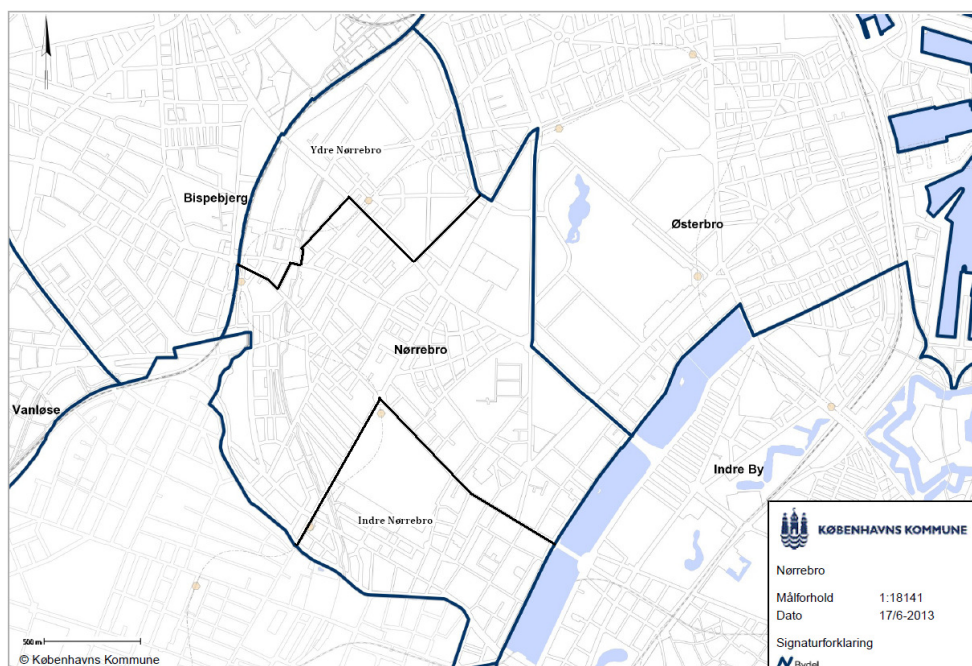 Ydre Nørrebro
Bispebjerg
Østerbro
Nørrebro
Vanløse
Indre By
Indre Nørrebro
KØBENHAVNS KOMMUNE
Nørrebro
Målforhold 1:18141
Dato 17/6-2013
Signaturforklaring
Bydel
500 m
© Københavns Kommune